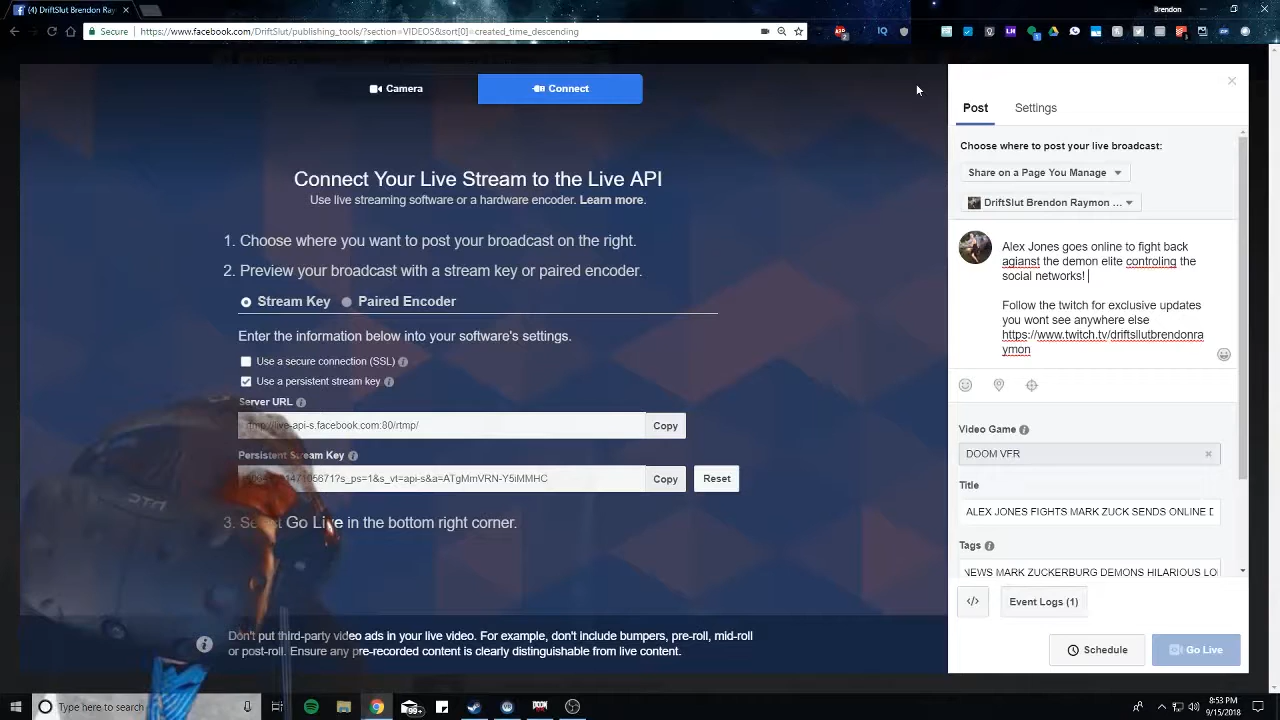 (4) DriftSlut Brendon Ray
Brendon
Secure | https://www.facebook.com/DriftSlut/publishing_tools/?section=VIDEOS&sort[0]=created_time_descending
Camera
Connect
Connect Your Live Stream to the Live API
Use live streaming software or a hardware encoder. Learn more.
1. Choose where you want to post your broadcast on the right.
2. Preview your broadcast with a stream key or paired encoder.
Stream Key
Paired Encoder
Enter the information below into your software's settings.
Use a secure connection (SSL)
Use a persistent stream key
Server URL
rtmp://live-api-s.facebook.com:80/rtmp/
Copy
Persistent Stream Key
?s_ps=1&s_vt=api-s&a=ATgMmVRN-Y5iMMHC
Copy
Reset
3. Select Go Live in the bottom right corner.
Don't put third-party video ads in your live video. For example, don't include bumpers, pre-roll, mid-roll
or post-roll. Ensure any pre-recorded content is clearly distinguishable from live content.
Post
Settings
Choose where to post your live broadcast:
Share on a Page You Manage
DriftSlut Brendon Raymon ...
Alex Jones goes online to fight back
agianst the demon elite controling the
social networks!
Follow the twitch for exclusive updates
you wont see anywhere else
https://www.twitch.tv/driftsllutbrendonra
ymon
Video Game
DOOM VFR
Title
ALEX JONES FIGHTS MARK ZUCK SENDS ONLINE D
Tags
NEWS MARK ZUCKERBURG DEMONS HILARIOUS LO
</> Event Logs (1)
Schedule
Go Live
DTR
Type here to search
99+
8:53 PM
9/15/2018